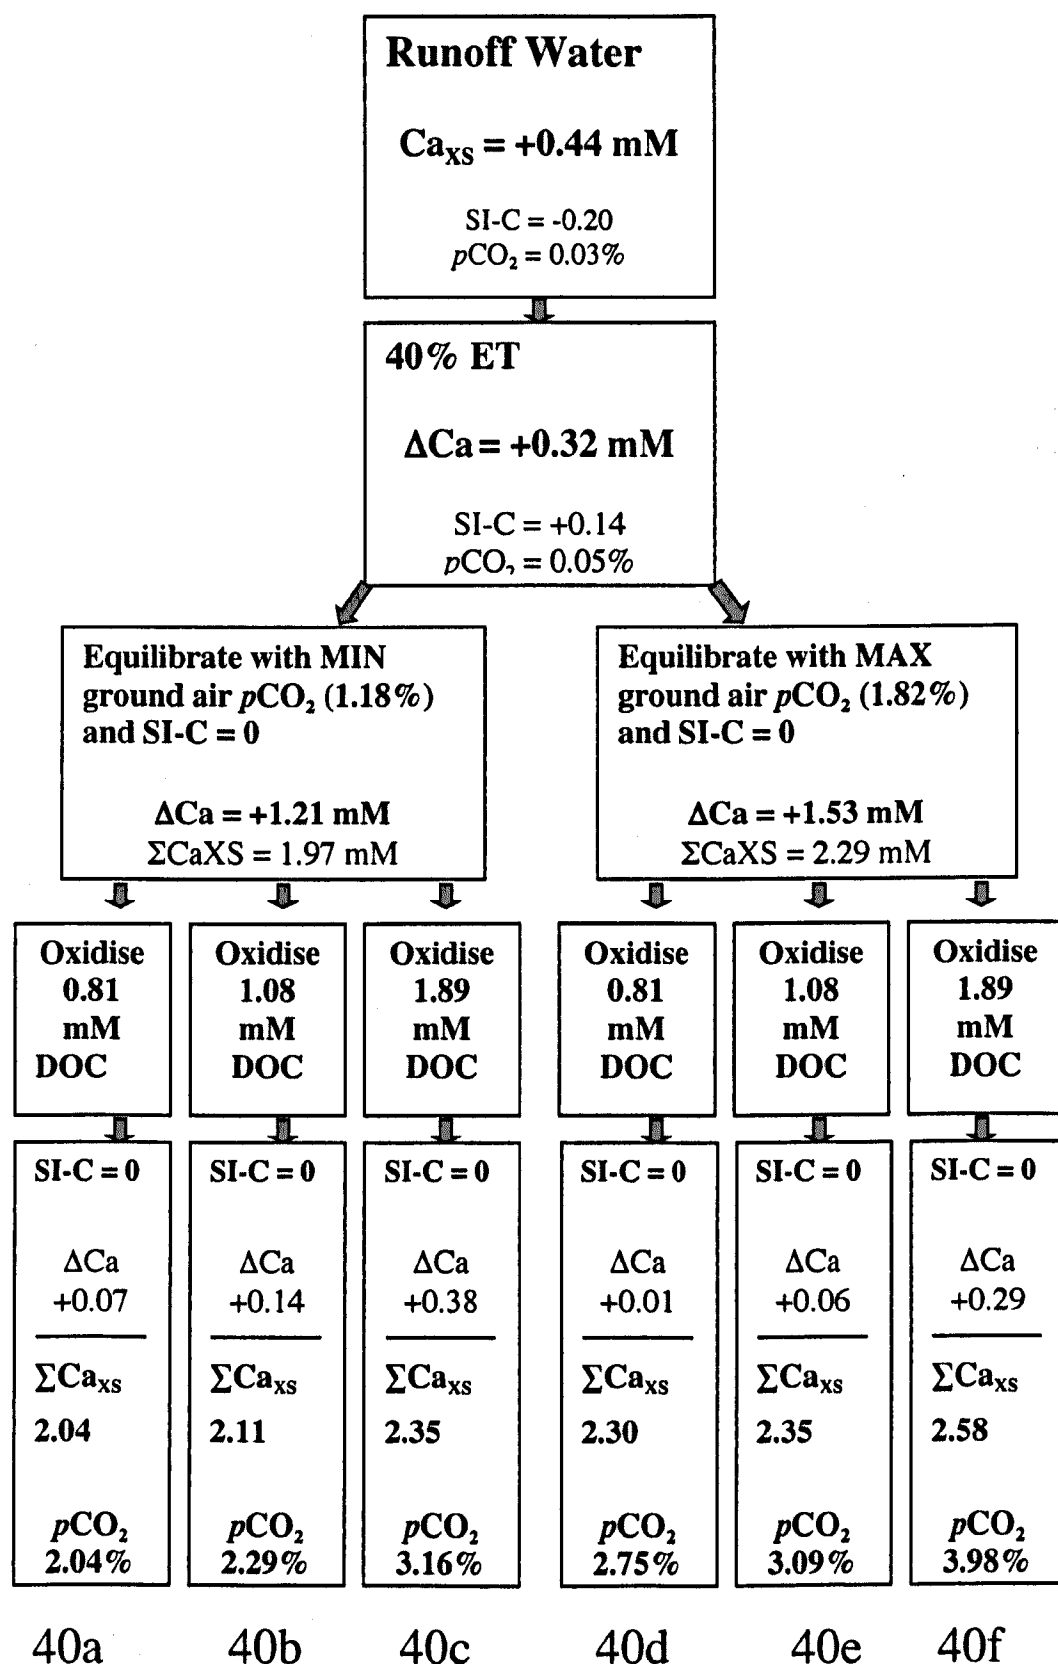 Runoff Water
Ca_XS = +0.44 mM
SI-C = -0.20
pCO₂ = 0.03%
40% ET
ΔCa = +0.32 mM
SI-C = +0.14
pCO₂ = 0.05%
Equilibrate with MIN
ground air pCO₂ (1.18%)
and SI-C = 0
ΔCa = +1.21 mM
ΣCaXS = 1.97 mM
Equilibrate with MAX
ground air pCO₂ (1.82%)
and SI-C = 0
ΔCa = +1.53 mM
ΣCaXS = 2.29 mM
Oxidise
0.81
mM
DOC
Oxidise
1.08
mM
DOC
Oxidise
1.89
mM
DOC
Oxidise
0.81
mM
DOC
Oxidise
1.08
mM
DOC
Oxidise
1.89
mM
DOC
SI-C = 0
ΔCa
+0.07
ΣCa_XS
2.04
pCO₂
2.04%
SI-C = 0
ΔCa
+0.14
ΣCa_XS
2.11
pCO₂
2.29%
SI-C = 0
ΔCa
+0.38
ΣCa_XS
2.35
pCO₂
3.16%
SI-C = 0
ΔCa
+0.01
ΣCa_XS
2.30
pCO₂
2.75%
SI-C = 0
ΔCa
+0.06
ΣCa_XS
2.35
pCO₂
3.09%
SI-C = 0
ΔCa
+0.29
ΣCa_XS
2.58
pCO₂
3.98%
40a
40b
40c
40d
40e
40f